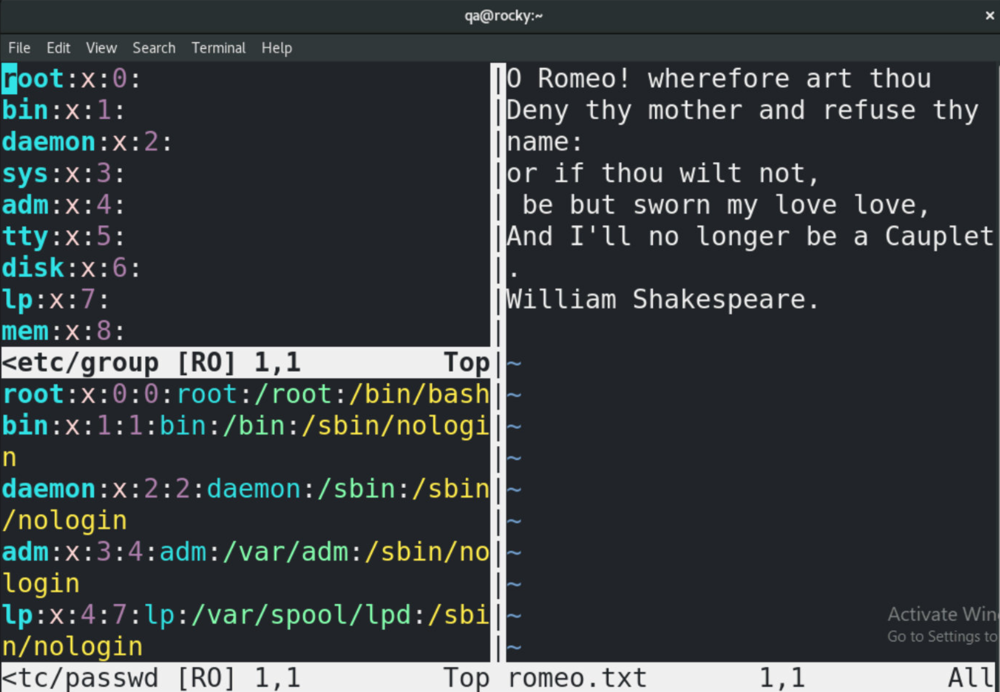 qa@rocky:~
File Edit View Search Terminal Help
root:x:0:
bin:x:1:
daemon:x:2:
sys:x:3:
adm:x:4:
tty:x:5:
disk:x:6:
lp:x:7:
mem:x:8:
<etc/group [RO] 1,1 Top
root:x:0:0:root:/root:/bin/bash
bin:x:1:1:bin:/bin:/sbin/nologi
n
daemon:x:2:2:daemon:/sbin:/sbin
/nologin
adm:x:3:4:adm:/var/adm:/sbin/no
login
lp:x:4:7:lp:/var/spool/lpd:/sbi
n/nologin
<tc/passwd [RO] 1,1 Top
O Romeo! wherefore art thou
Deny thy mother and refuse thy
name:
or if thou wilt not,
 be but sworn my love love,
And I'll no longer be a Cauplet
.
William Shakespeare.
~
~
~
~
~
~
~
~
~
~
romeo.txt 1,1 All
Activate Win
Go to Settings to